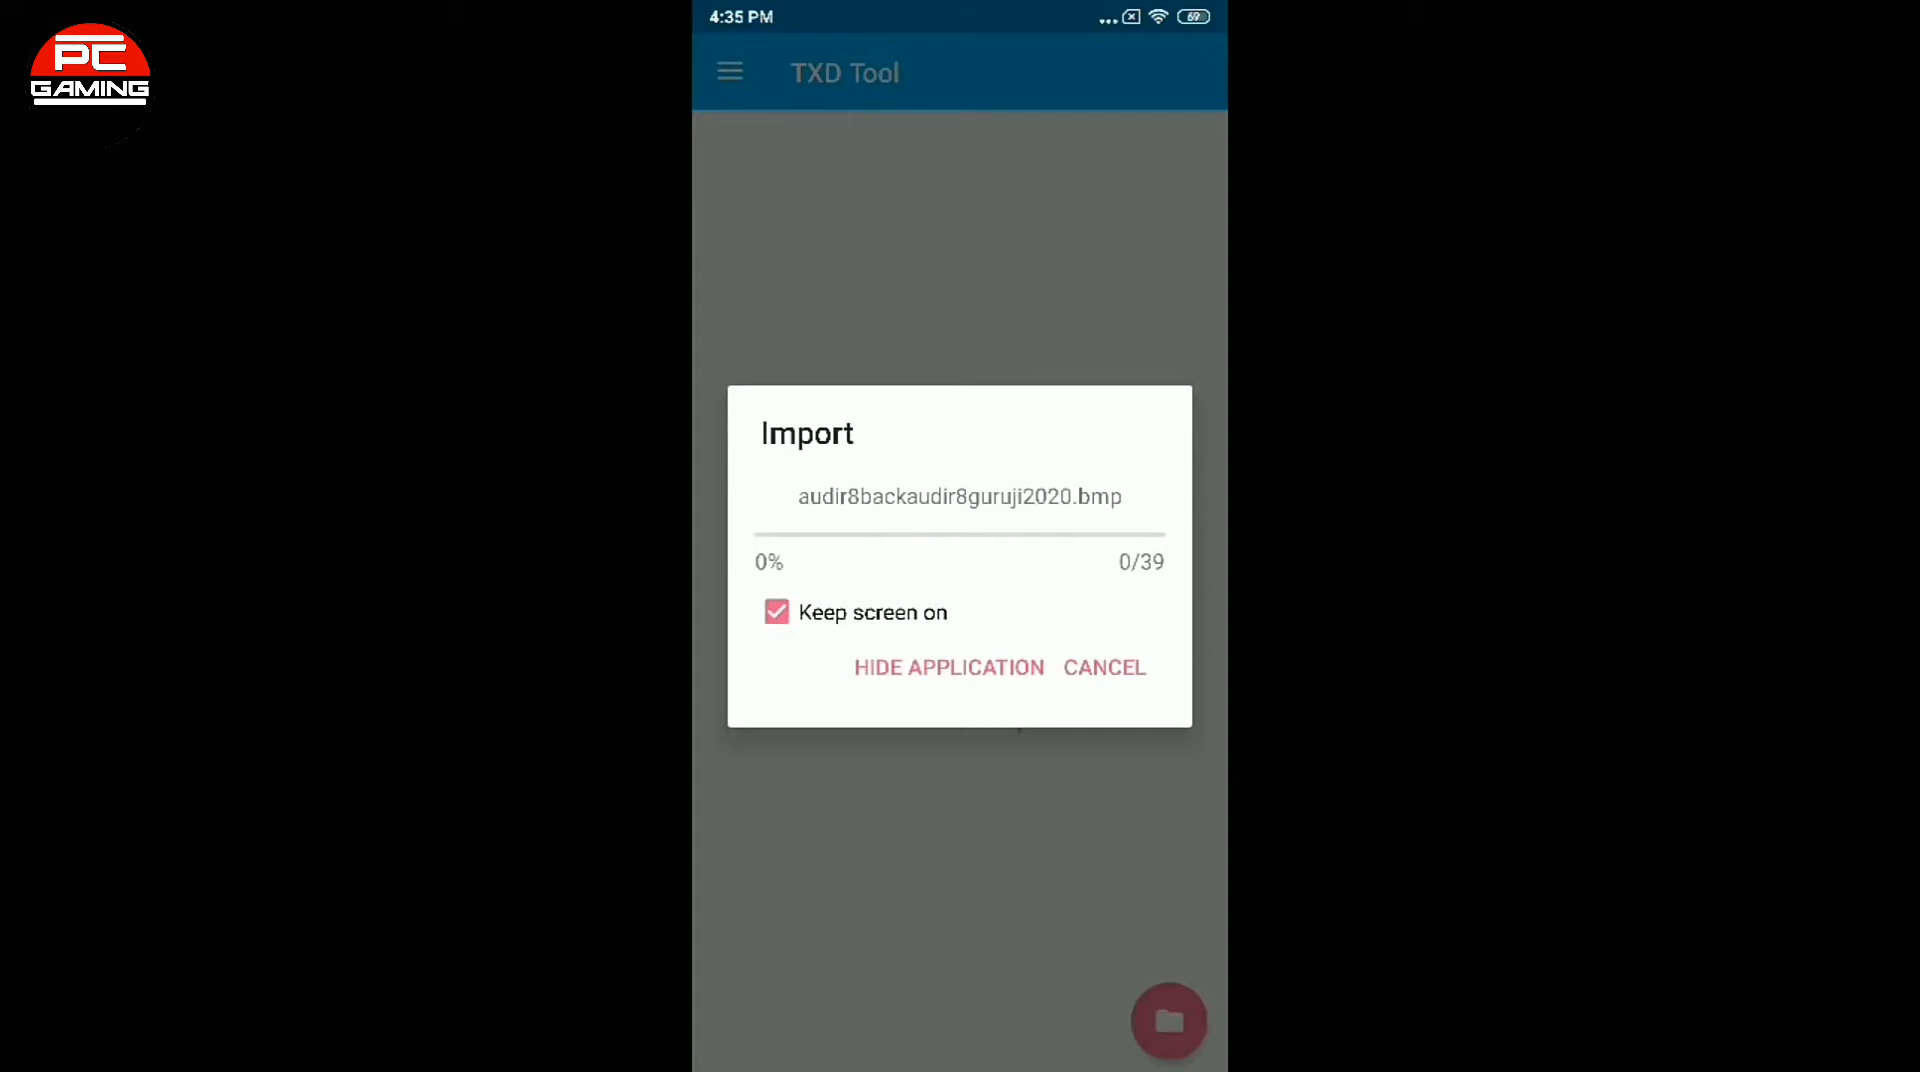 PC
GAMING
4:35 PM
69
TXD Tool
Import
audir8backaudir8guruji2020.bmp
0%
0/39
Keep screen on
HIDE APPLICATION
CANCEL